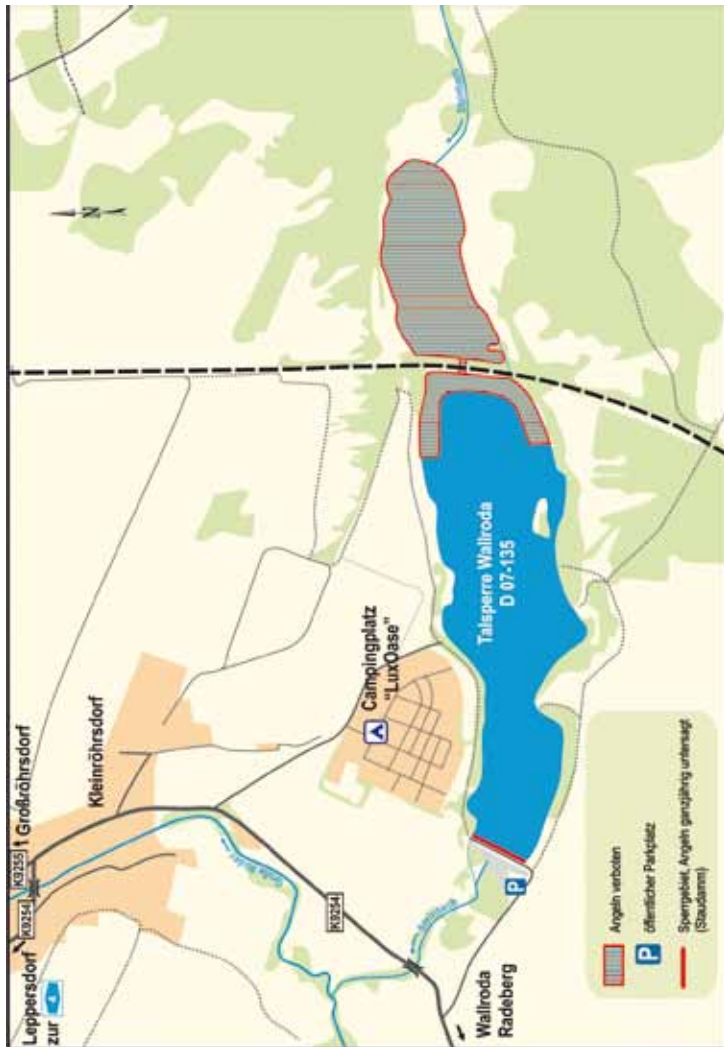 Leppersdorf
zur 4
K9254
K9255
Großröhrsdorf
Kleinröhrsdorf
N
K9254
Campingplatz
"LuxOase"
Talsperre Wallroda
D 07-135
P
Wallroda
Radeberg
Angeln verboten
P öffentlicher Parkplatz
Sperrgebiet, Angeln ganzjährig untersagt
(Staudamm)